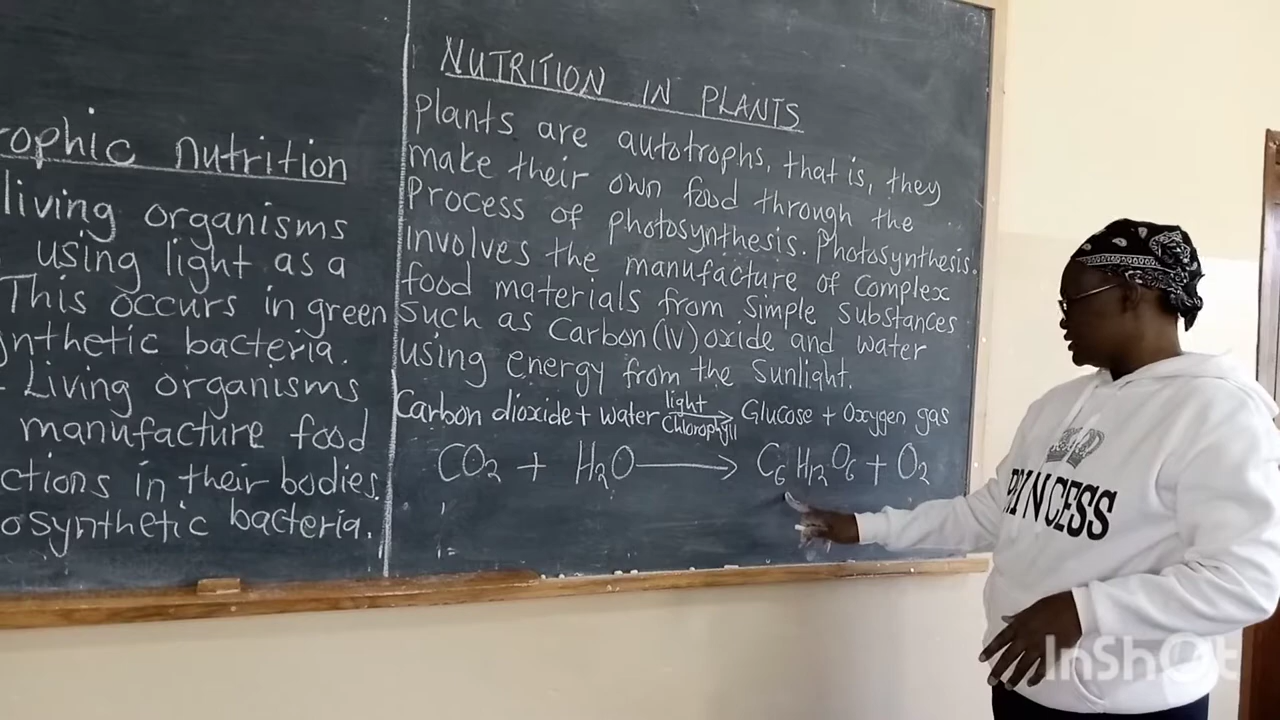 rophic nutrition
living organisms
using light as a
This occurs in green
nthetic bacteria.
- Living organisms
manufacture food
ctions in their bodies.
osynthetic bacteria.
NUTRITION IN PLANTS
Plants are autotrophs, that is, they
make their own food through the
Process of photosynthesis. Photosynthesis
involves the manufacture of Complex
food materials from Simple Substances
Such as Carbon (IV) oxide and water
using energy from the Sunlight.
Carbon dioxide + water light Chlorophyll → Glucose + Oxygen gas
CO2 + H2O → C6H12O6 + O2
PRINCESS
InShOt